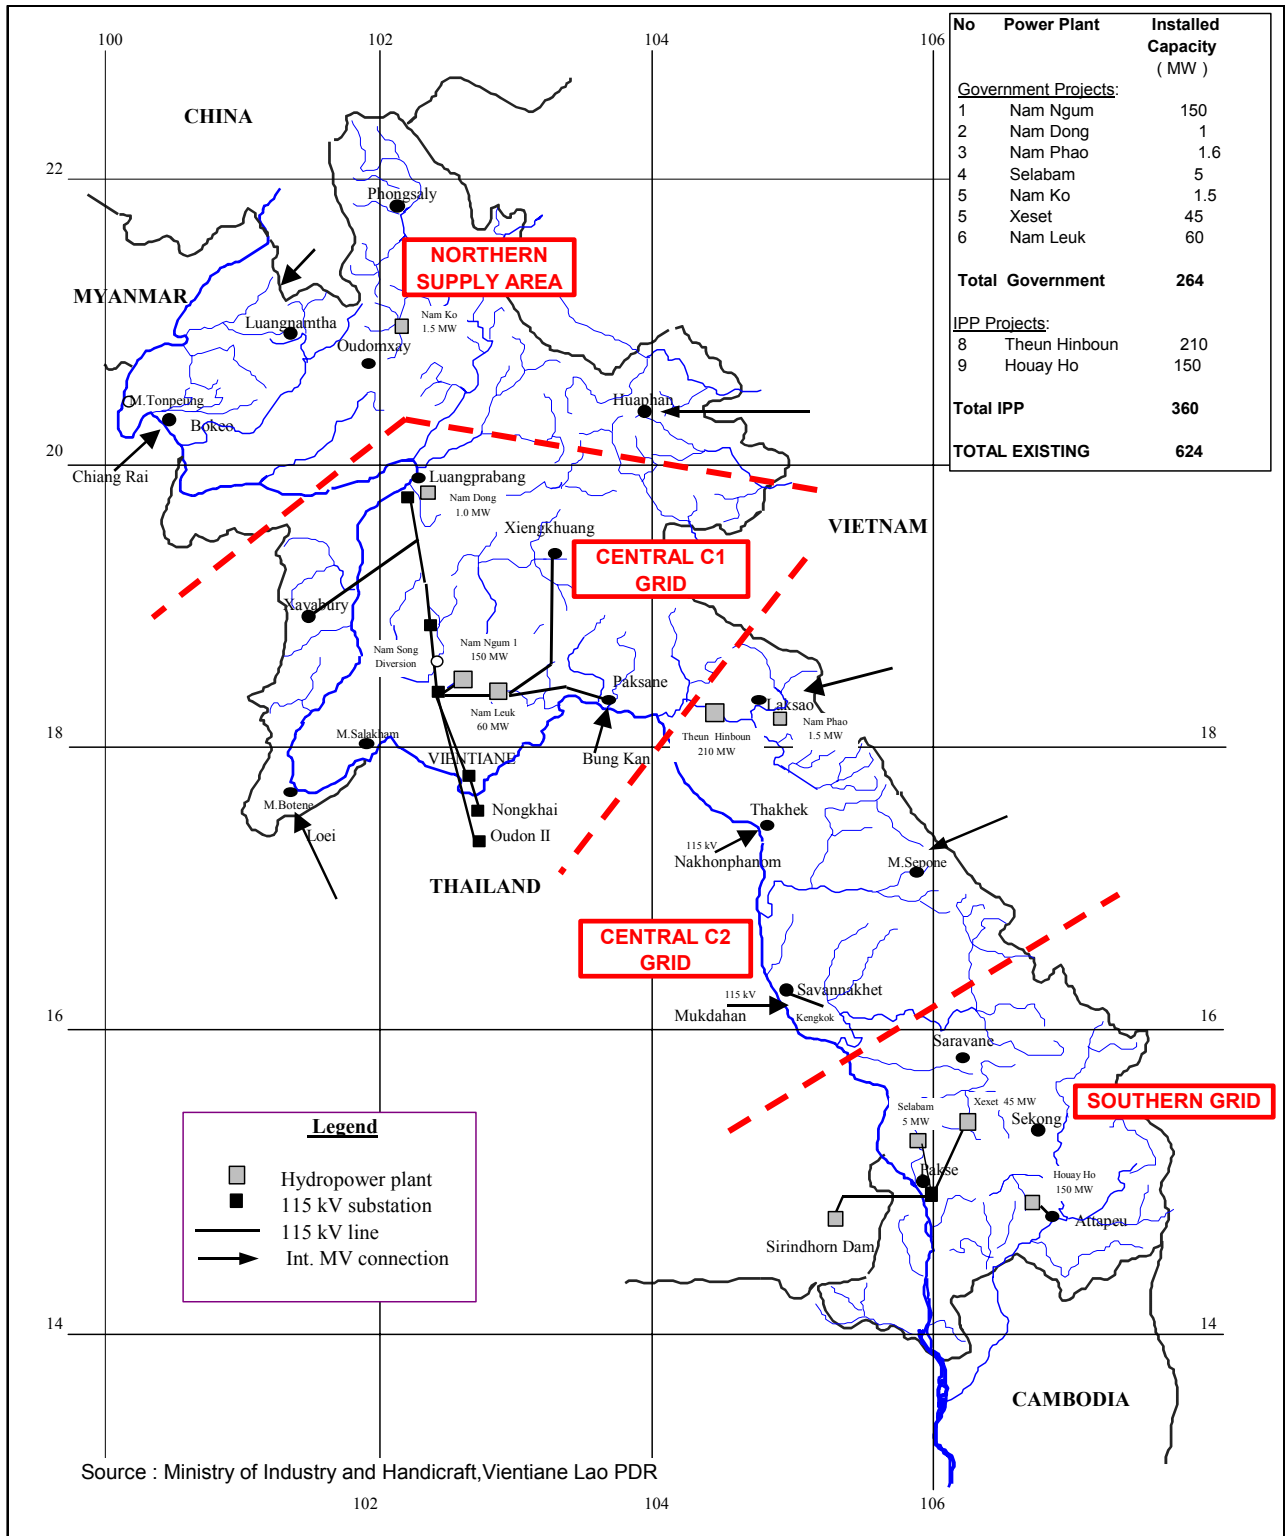 100
102
104
106
No Power Plant Installed
Capacity
( MW )
Government Projects:
1 Nam Ngum 150
2 Nam Dong 1
3 Nam Phao 1.6
4 Selabam 5
5 Nam Ko 1.5
5 Xeset 45
6 Nam Leuk 60
Total Government 264
IPP Projects:
8 Theun Hinboun 210
9 Houay Ho 150
Total IPP 360
TOTAL EXISTING 624
CHINA
22
Phongsaly
NORTHERN
SUPPLY AREA
MYANMAR
Luangnamtha
Nam Ko
1.5 MW
Oudomxay
M.Tonpeung
Bokeo
Huaphan
Chiang Rai
20
Luangprabang
Nam Dong
1.0 MW
Xiengkhuang
VIETNAM
CENTRAL C1
GRID
Xayabury
Nam Song
Diversion
Nam Ngum 1
150 MW
Paksane
Laksao
Nam Leuk
60 MW
Theun Hinboun
210 MW
Nam Phao
1.5 MW
M.Salakham
18
18
VIENTIANE
Bung Kan
M.Botene
Loei
Nongkhai
Oudon II
Thakhek
115 kV
Nakhonphanom
M.Sepone
THAILAND
CENTRAL C2
GRID
Savannakhet
115 kV
Mukdahan
Kengkok
16
16
Saravane
SOUTHERN GRID
Selabam
5 MW
Xexet 45 MW
Sekong
Pakse
Houay Ho
150 MW
Attapeu
Sirindhorn Dam
Legend
Hydropower plant
115 kV substation
115 kV line
Int. MV connection
14
14
CAMBODIA
Source : Ministry of Industry and Handicraft,Vientiane Lao PDR
102
104
106